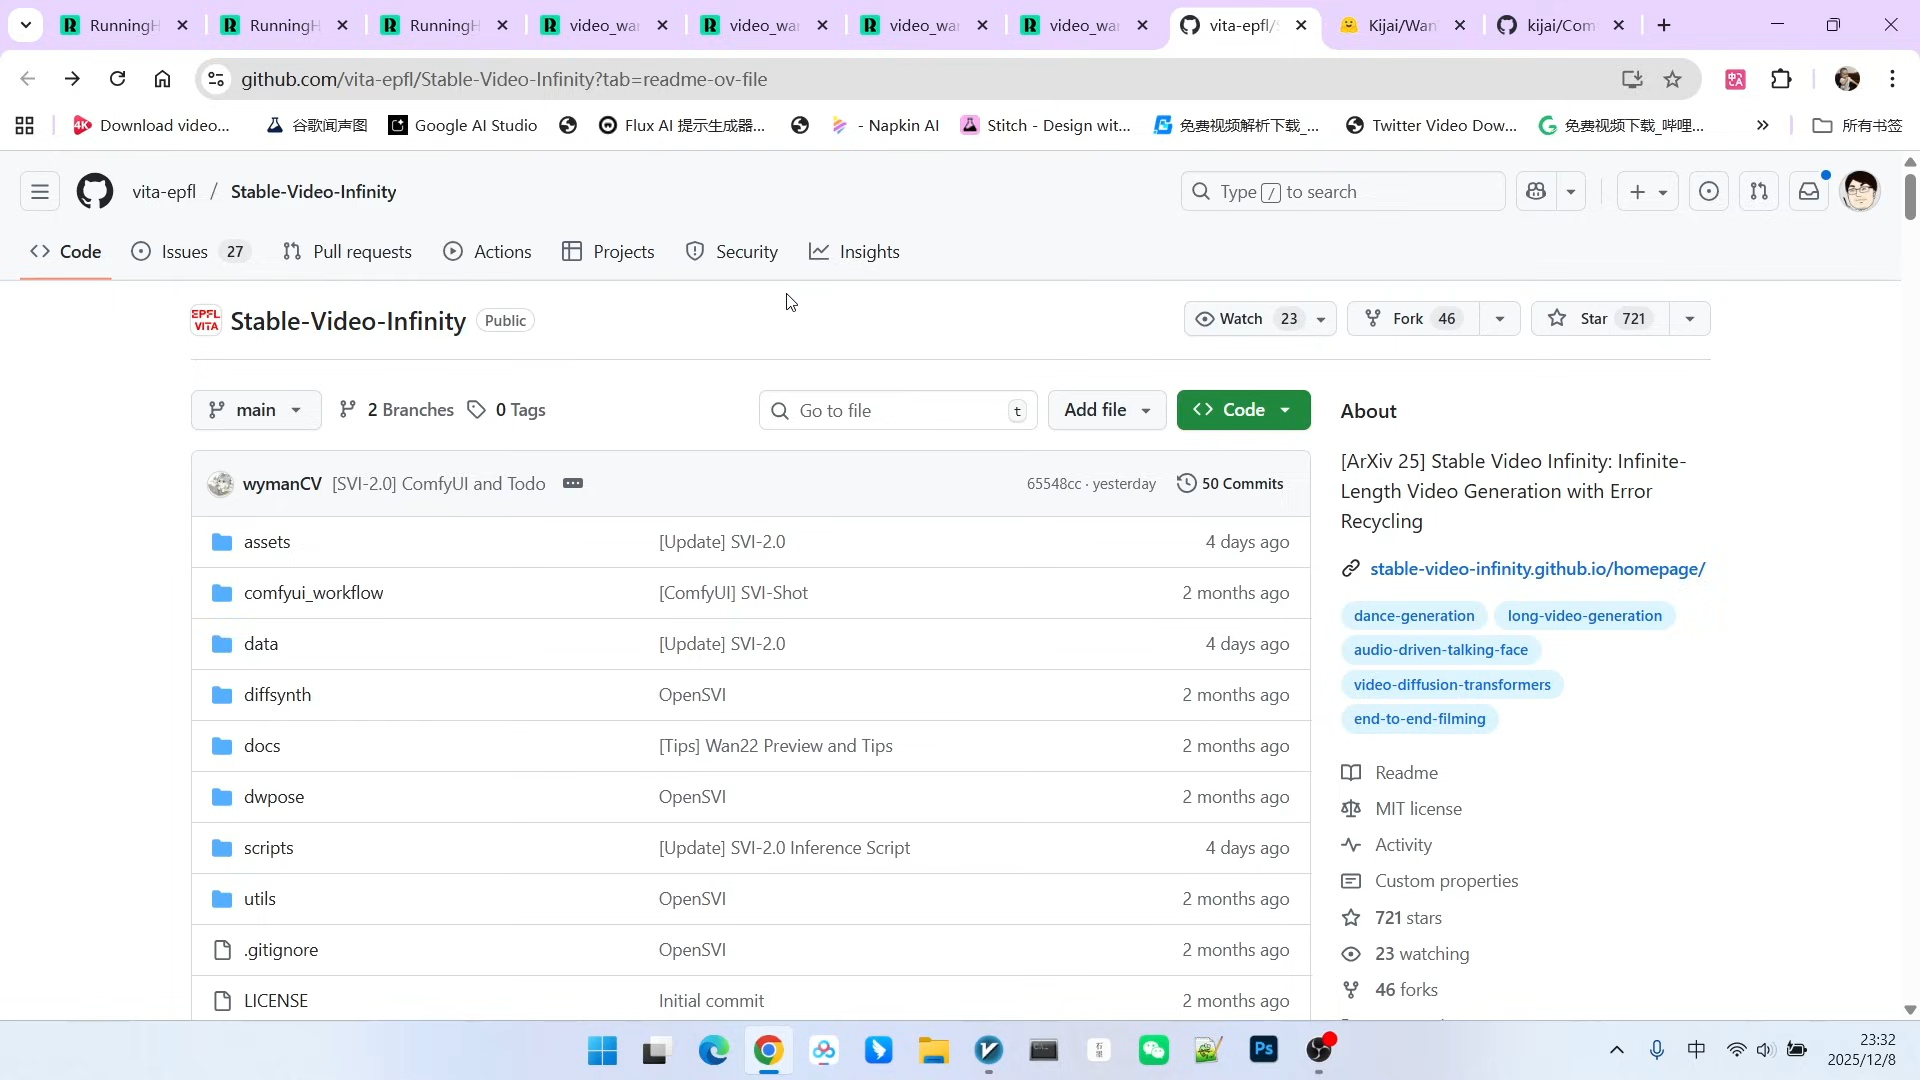 RunningH
RunningH
RunningH
video_wan
video_wan
video_wan
video_wan
vita-epfl/S
Kijai/Wan
kijai/Com
github.com/vita-epfl/Stable-Video-Infinity?tab=readme-ov-file
Download video...
谷歌闻声图
Google AI Studio
Flux AI 提示生成器...
- Napkin AI
Stitch - Design wit...
免费视频解析下载_...
Twitter Video Dow...
免费视频下载_哔哩...
所有书签
vita-epfl / Stable-Video-Infinity
Type / to search
Code
Issues 27
Pull requests
Actions
Projects
Security
Insights
EPFL
VITA
Stable-Video-Infinity
Public
Watch 23
Fork 46
Star 721
main
2 Branches
0 Tags
Go to file
t
Add file
Code
wymanCV [SVI-2.0] ComfyUI and Todo
65548cc · yesterday
50 Commits
assets [Update] SVI-2.0 4 days ago
comfyui_workflow [ComfyUI] SVI-Shot 2 months ago
data [Update] SVI-2.0 4 days ago
diffsynth OpenSVI 2 months ago
docs [Tips] Wan22 Preview and Tips 2 months ago
dwpose OpenSVI 2 months ago
scripts [Update] SVI-2.0 Inference Script 4 days ago
utils OpenSVI 2 months ago
.gitignore OpenSVI 2 months ago
LICENSE Initial commit 2 months ago
About
[ArXiv 25] Stable Video Infinity: Infinite-
Length Video Generation with Error
Recycling
stable-video-infinity.github.io/homepage/
dance-generation
long-video-generation
audio-driven-talking-face
video-diffusion-transformers
end-to-end-filming
Readme
MIT license
Activity
Custom properties
721 stars
23 watching
46 forks
Ps
中
23:32
2025/12/8